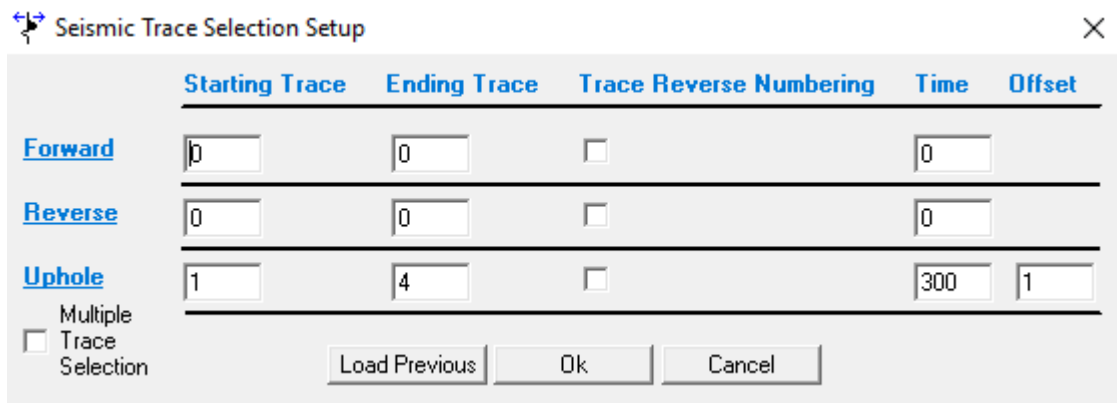 Seismic Trace Selection Setup
Starting Trace Ending Trace Trace Reverse Numbering Time Offset
Forward 0 0 0
Reverse 0 0 0
Uphole 1 4 300 1
Multiple
Trace
Selection
Load Previous Ok Cancel